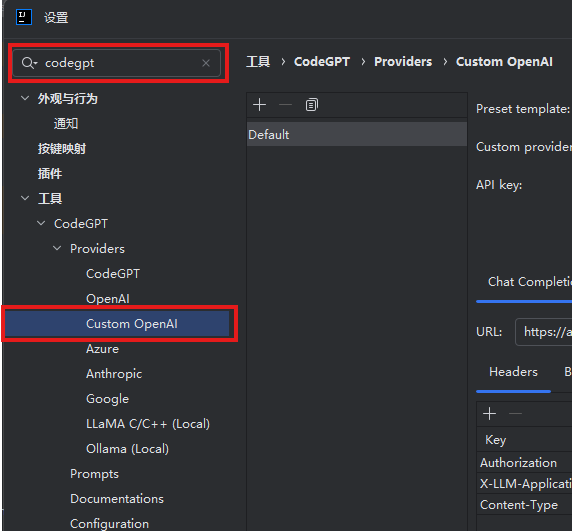 设置
codegpt
外观与行为
通知
按键映射
插件
工具
CodeGPT
Providers
CodeGPT
OpenAI
Custom OpenAI
Azure
Anthropic
Google
LLaMA C/C++ (Local)
Ollama (Local)
Prompts
Documentations
Configuration
工具 › CodeGPT › Providers › Custom OpenAI
Default
Preset template:
Custom provider
API key:
Chat Completi
URL: https://a
Headers B
Key
Authorization
X-LLM-Applicati
Content-Type